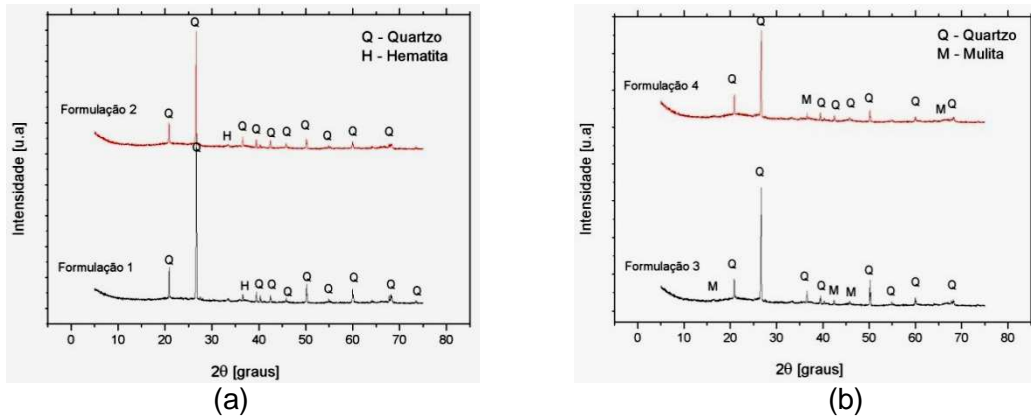 Q - Quartzo
H - Hematita
Formulação 2
Q
Q
H
Q
Q
Q
Q
Q
Q
Q
Q
Formulação 1
Q
Q
H
Q
Q
Q
Q
Q
Q
Q
Q
Intensidade [u.a]
0 10 20 30 40 50 60 70 80
2θ [graus]
(a)
Q - Quartzo
M - Mulita
Formulação 4
Q
Q
M
Q
Q
Q
Q
Q
M
Q
Formulação 3
M
Q
Q
Q
Q
M
M
Q
Q
Q
Q
Intensidade [u.a]
0 10 20 30 40 50 60 70 80
2θ [graus]
(b)